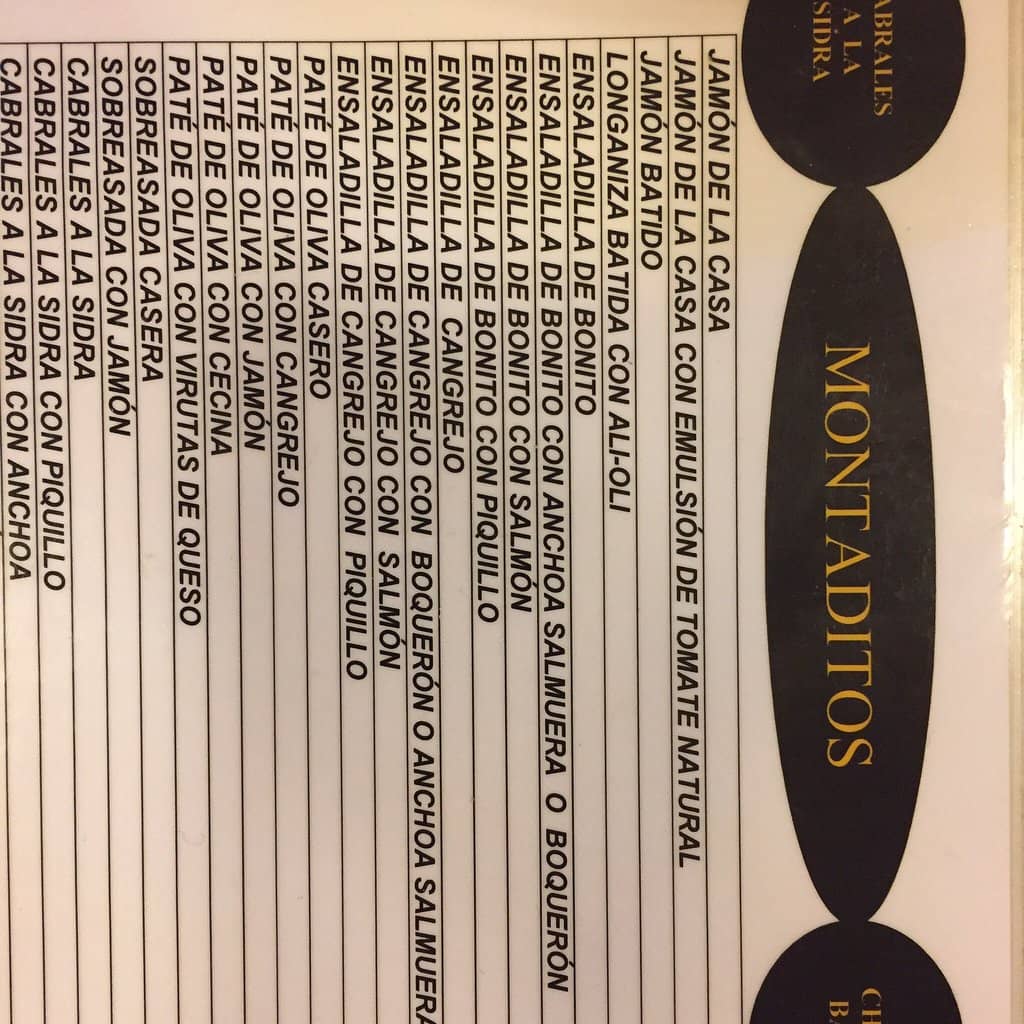 ABRALES
A LA
SIDRA
MONTADITOS
JAMÓN DE LA CASA
JAMÓN DE LA CASA CON EMULSIÓN DE TOMATE NATURAL
JAMÓN BATIDO
LONGANIZA BATIDA CON ALI-OLI
ENSALADILLA DE BONITO
ENSALADILLA DE BONITO CON ANCHOA SALMUERA O BOQUERÓN
ENSALADILLA DE BONITO CON SALMÓN
ENSALADILLA DE BONITO CON PIQUILLO
ENSALADILLA DE CANGREJO
ENSALADILLA DE CANGREJO CON BOQUERÓN O ANCHOA SALMUERA
ENSALADILLA DE CANGREJO CON SALMÓN
ENSALADILLA DE CANGREJO CON PIQUILLO
PATÉ DE OLIVA CASERO
PATÉ DE OLIVA CON CANGREJO
PATÉ DE OLIVA CON JAMÓN
PATÉ DE OLIVA CON CECINA
PATÉ DE OLIVA CON VIRUTAS DE QUESO
SOBREASADA CASERA
SOBREASADA CON JAMÓN
CABRALES A LA SIDRA
CABRALES A LA SIDRA CON PIQUILLO
CABRALES A LA SIDRA CON ANCHOA